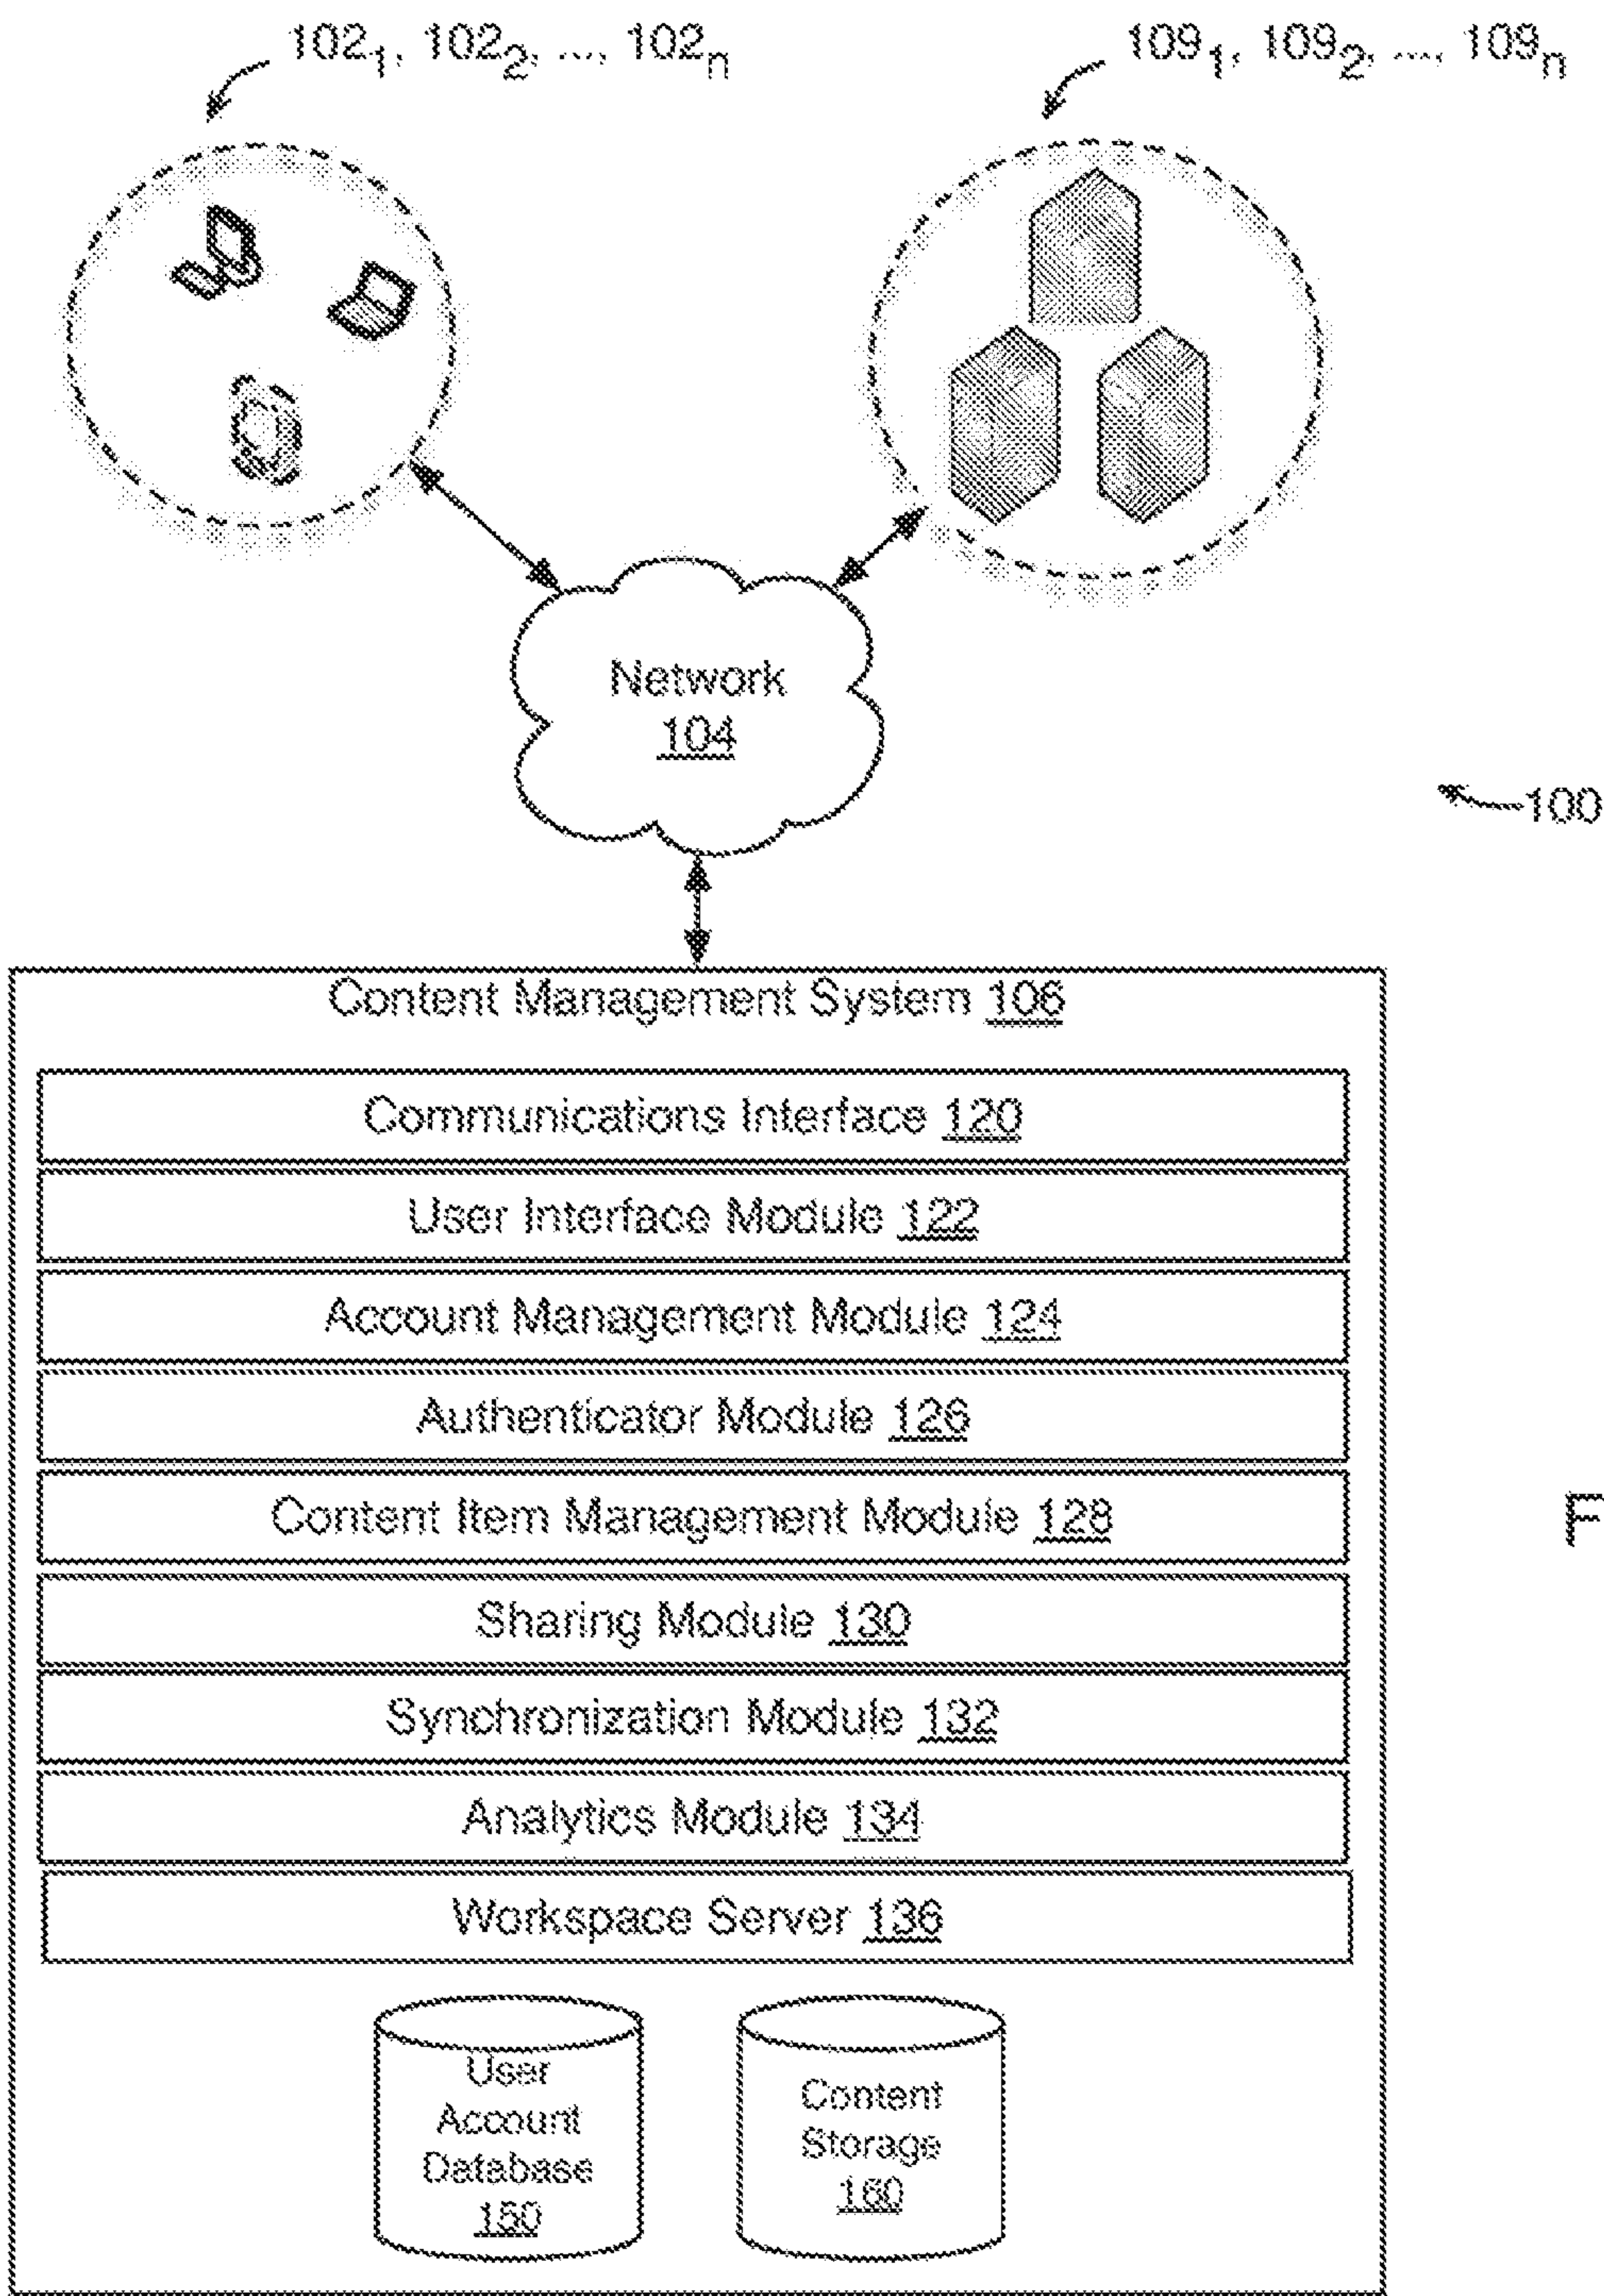 102₁, 102₂, ..., 102ₙ
109₁, 109₂, ..., 109ₙ
Network
104
100
Content Management System 106
Communications Interface 120
User Interface Module 122
Account Management Module 124
Authenticator Module 126
Content Item Management Module 128
F
Sharing Module 130
Synchronization Module 132
Analytics Module 134
Workspace Server 136
User
Account
Database
150
Content
Storage
160